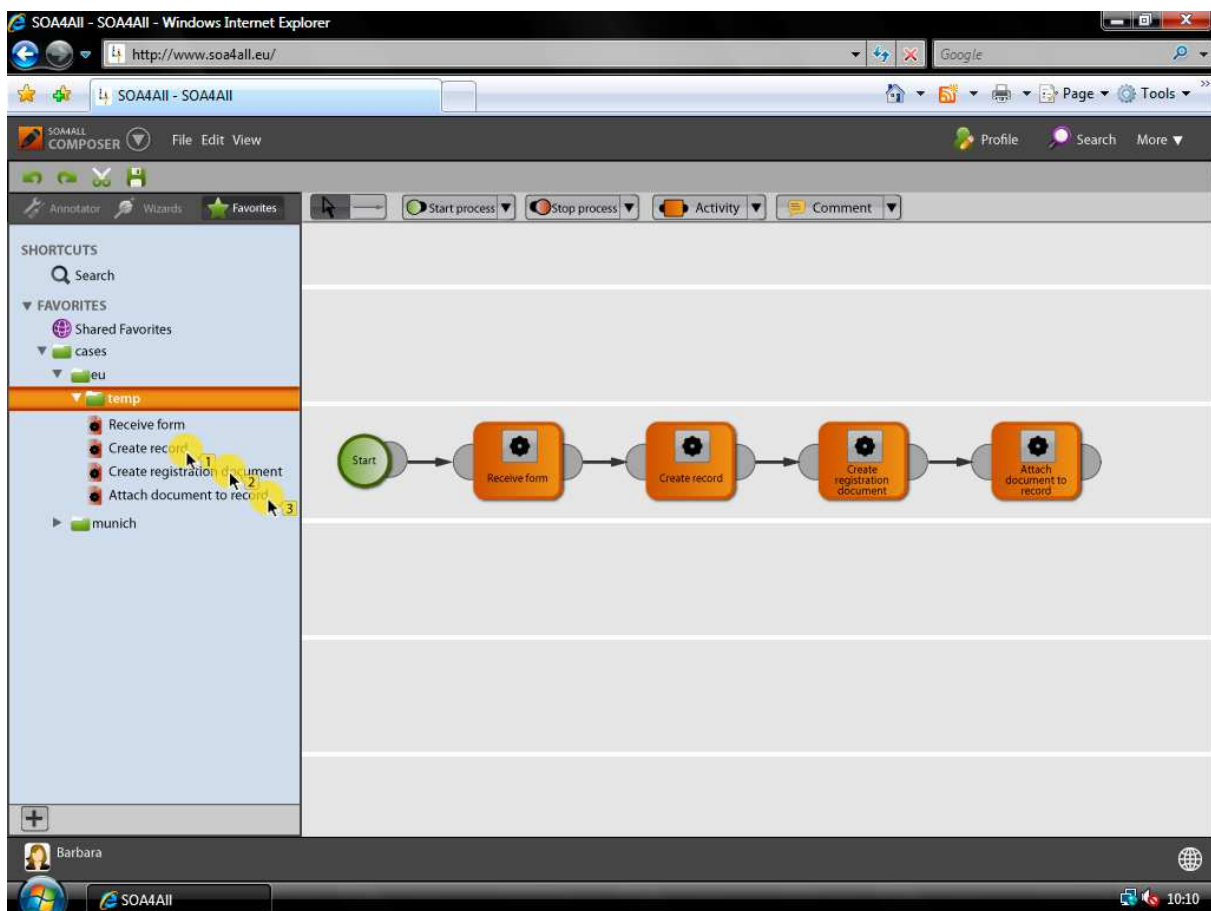 SOA4All - SOA4All - Windows Internet Explorer
http://www.soa4all.eu/
Google
SOA4All - SOA4All
Page
Tools
SOA4ALL
COMPOSER
File Edit View
Profile
Search
More
Annotator
Wizards
Favorites
Start process
Stop process
Activity
Comment
SHORTCUTS
Search
FAVORITES
Shared Favorites
cases
eu
temp
Receive form
Create record
1
Create registration document
2
Attach document to record
3
munich
Start
Receive form
Create record
Create
registration
document
Attach
document to
record
Barbara
SOA4All
10:10